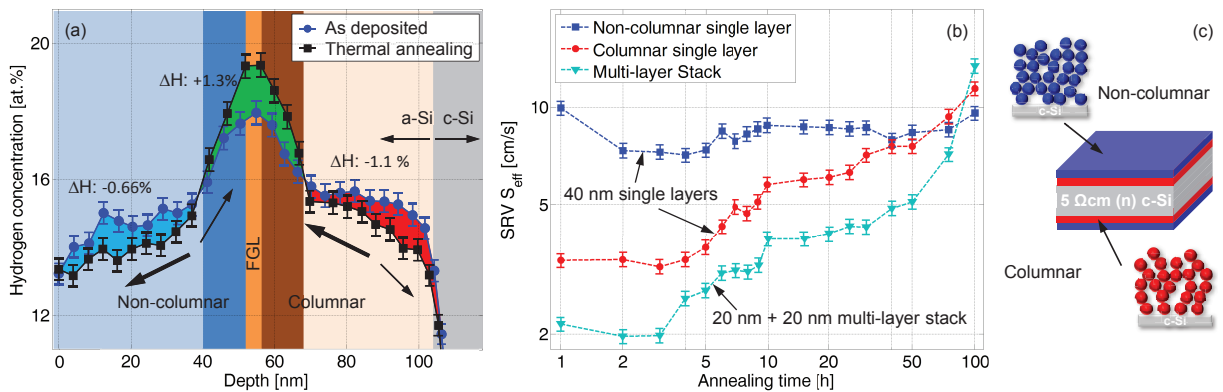 (a)
As deposited
Thermal annealing
Hydrogen concentration [at.%]
20
16
12
ΔH: +1.3%
ΔH: -0.66%
ΔH: -1.1 %
a-Si
c-Si
FGL
Non-columnar
Columnar
0
20
40
60
80
100
Depth [nm]
(b)
Non-columnar single layer
Columnar single layer
Multi-layer Stack
SRV Seff [cm/s]
10
5
2
40 nm single layers
20 nm + 20 nm multi-layer stack
1
2
5
10
20
50
100
Annealing time [h]
(c)
c-Si
Non-columnar
5 Ωcm (n) c-Si
Columnar
c-Si